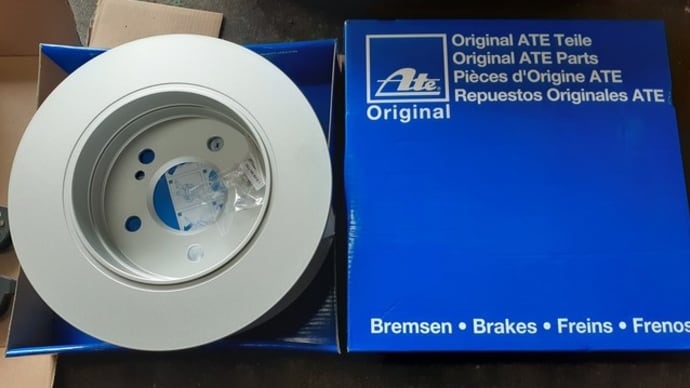 Ate
Original
Original ATE Teile
Original ATE Parts
Pièces d'Origine ATE
Repuestos Originales ATE
Bremsen • Brakes • Freins • Frenos